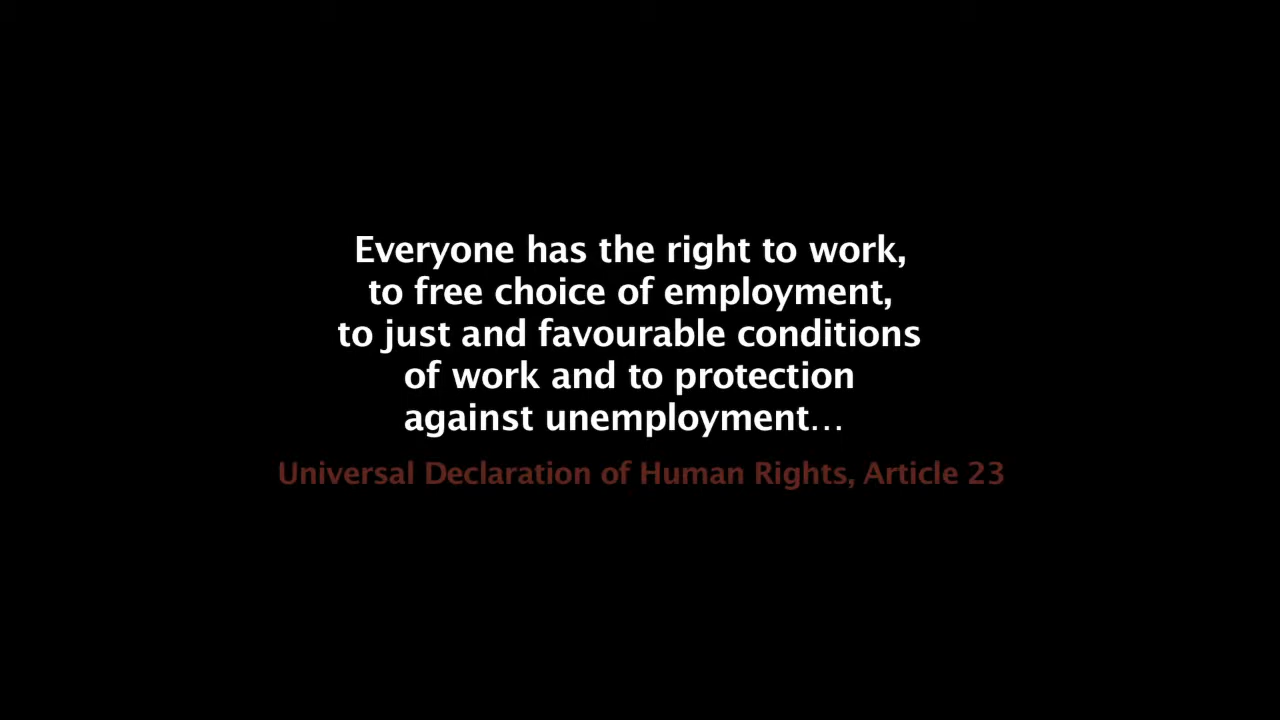 Everyone has the right to work,
to free choice of employment,
to just and favourable conditions
of work and to protection
against unemployment…
Universal Declaration of Human Rights, Article 23